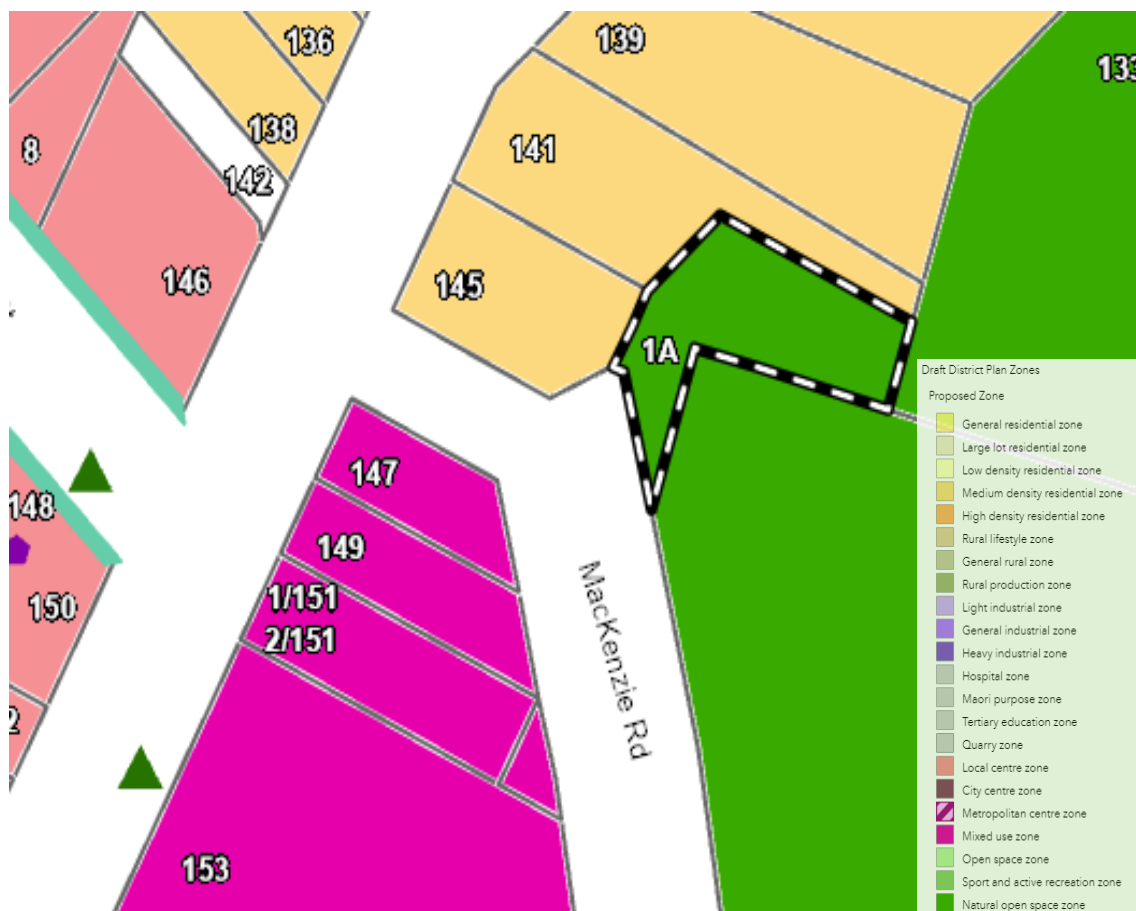 136
139
133
138
8
141
142
146
145
1A
147
148
149
1/151
2/151
150
2
MacKenzie Rd
153
Draft District Plan Zones
Proposed Zone
General residential zone
Large lot residential zone
Low density residential zone
Medium density residential zone
High density residential zone
Rural lifestyle zone
General rural zone
Rural production zone
Light industrial zone
General industrial zone
Heavy industrial zone
Hospital zone
Maori purpose zone
Tertiary education zone
Quarry zone
Local centre zone
City centre zone
Metropolitan centre zone
Mixed use zone
Open space zone
Sport and active recreation zone
Natural open space zone